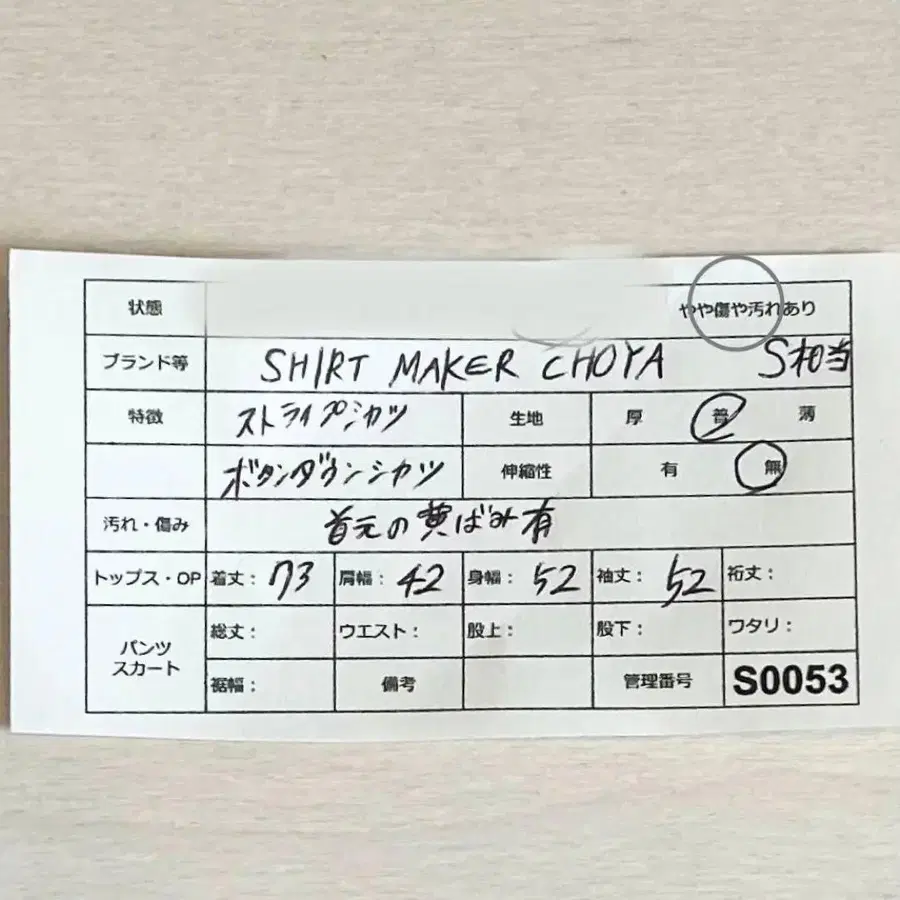 状態 やや傷や汚れあり
ブランド等 SHIRT MAKER CHOYA S相当
特徴 ストライプシャツ 生地 厚 普 薄
ボタンダウンシャツ 伸縮性 有 無
汚れ・傷み 首元の黄ばみ有
トップス・OP 着丈: 73 肩幅: 42 身幅: 52 袖丈: 52 裄丈:
パンツ スカート 総丈: ウエスト: 股上: 股下: ワタリ:
裾幅: 備考 管理番号 S0053